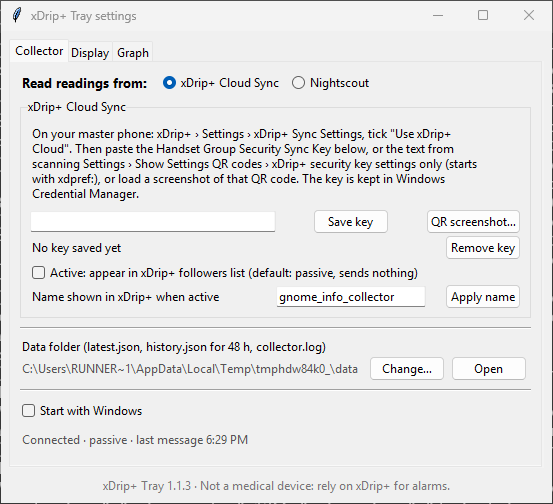 xDrip+ Tray settings
Collector Display Graph
Read readings from: xDrip+ Cloud Sync Nightscout
xDrip+ Cloud Sync
On your master phone: xDrip+ › Settings › xDrip+ Sync Settings, tick "Use xDrip+
Cloud". Then paste the Handset Group Security Sync Key below, or the text from
scanning Settings › Show Settings QR codes › xDrip+ security key settings only (starts
with xdpref:), or load a screenshot of that QR code. The key is kept in Windows
Credential Manager.
Save key QR screenshot...
No key saved yet Remove key
Active: appear in xDrip+ followers list (default: passive, sends nothing)
Name shown in xDrip+ when active gnome_info_collector Apply name
Data folder (latest.json, history.json for 48 h, collector.log)
C:\Users\RUNNER~1\AppData\Local\Temp\tmphdw84k0_\data Change... Open
Start with Windows
Connected · passive · last message 6:29 PM
xDrip+ Tray 1.1.3 · Not a medical device: rely on xDrip+ for alarms.